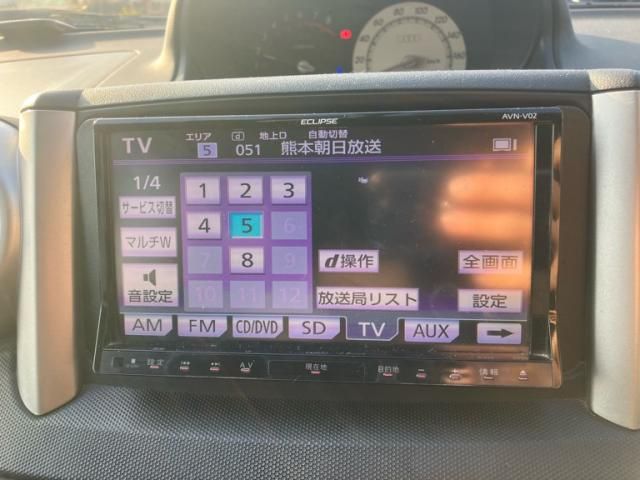 ECLIPSE
AVN-V02
TV エリア 5 d 地上D 051 自動切替 熊本朝日放送
1/4
サービス切替
マルチW
音設定
1 2 3
4 5 6
7 8 9
10 11 12
d操作
全画面
放送局リスト
設定
AM FM CD/DVD SD TV AUX
設定 AV 現在地 目的地 − + 情報